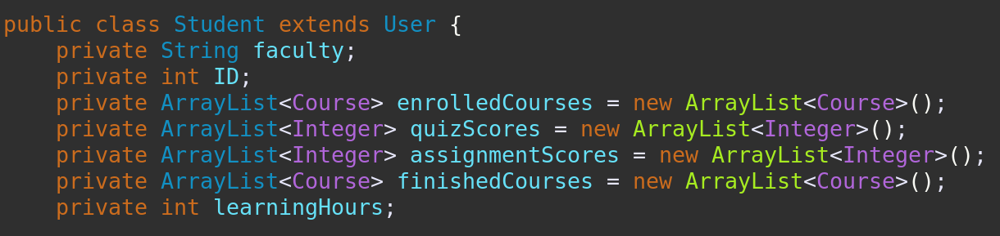 public class Student extends User {
    private String faculty;
    private int ID;
    private ArrayList<Course> enrolledCourses = new ArrayList<Course>();
    private ArrayList<Integer> quizScores = new ArrayList<Integer>();
    private ArrayList<Integer> assignmentScores = new ArrayList<Integer>();
    private ArrayList<Course> finishedCourses = new ArrayList<Course>();
    private int learningHours;